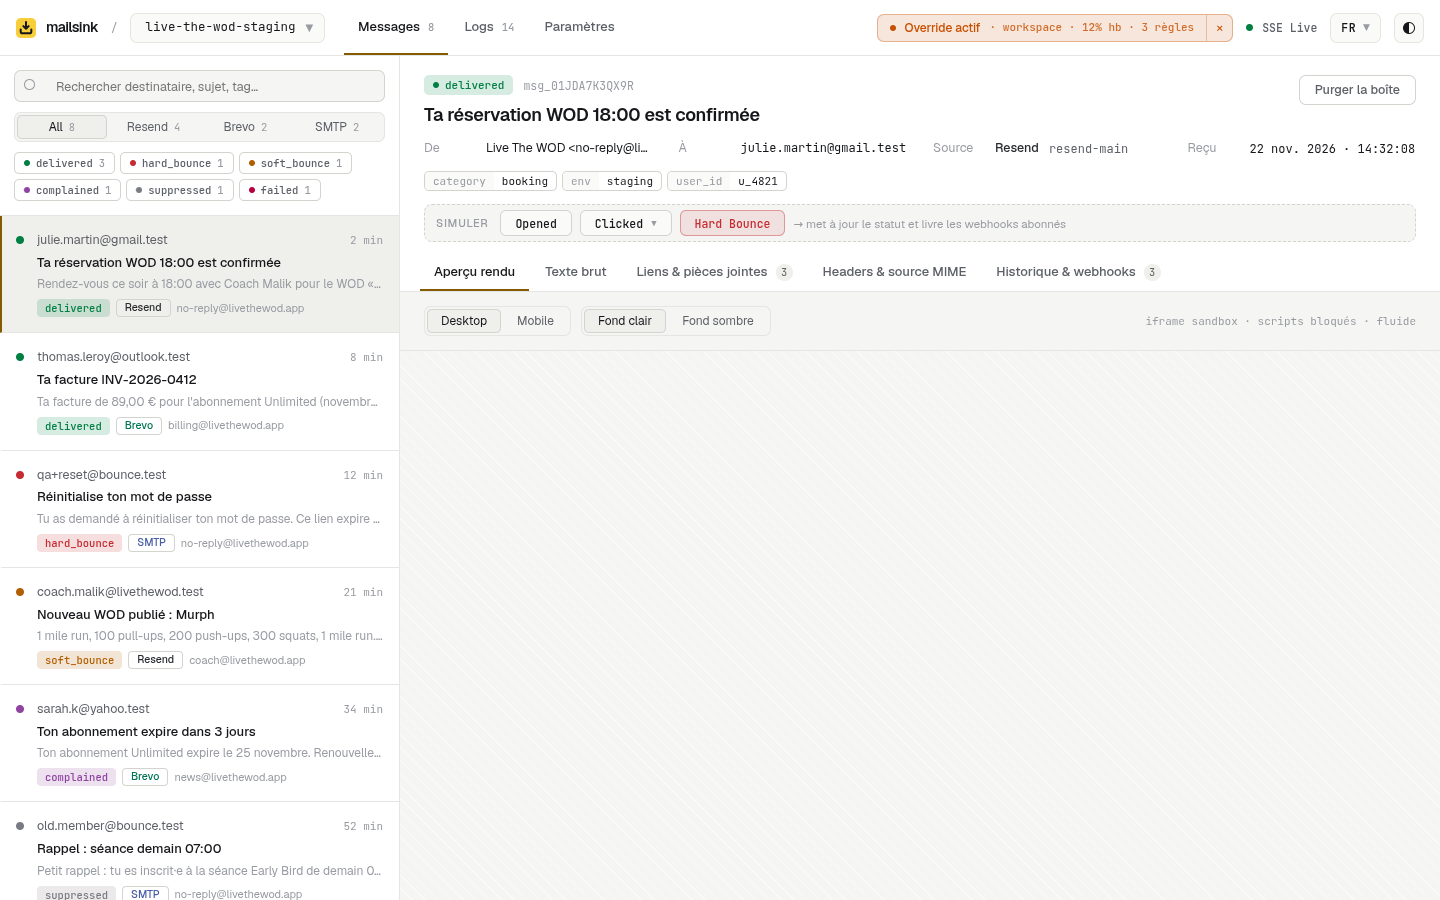 mailsink / live-the-wod-staging ▼ Messages 8 Logs 14 Paramètres Override actif · workspace · 12% hb · 3 règles × SSE Live FR ▼
Rechercher destinataire, sujet, tag…
All 8 Resend 4 Brevo 2 SMTP 2
delivered 3 hard_bounce 1 soft_bounce 1
complained 1 suppressed 1 failed 1
julie.martin@gmail.test 2 min
Ta réservation WOD 18:00 est confirmée
Rendez-vous ce soir à 18:00 avec Coach Malik pour le WOD «…
delivered Resend no-reply@livethewod.app
thomas.leroy@outlook.test 8 min
Ta facture INV-2026-0412
Ta facture de 89,00 € pour l'abonnement Unlimited (novembr…
delivered Brevo billing@livethewod.app
qa+reset@bounce.test 12 min
Réinitialise ton mot de passe
Tu as demandé à réinitialiser ton mot de passe. Ce lien expire …
hard_bounce SMTP no-reply@livethewod.app
coach.malik@livethewod.test 21 min
Nouveau WOD publié : Murph
1 mile run, 100 pull-ups, 200 push-ups, 300 squats, 1 mile run.…
soft_bounce Resend coach@livethewod.app
sarah.k@yahoo.test 34 min
Ton abonnement expire dans 3 jours
Ton abonnement Unlimited expire le 25 novembre. Renouvelle…
complained Brevo news@livethewod.app
old.member@bounce.test 52 min
Rappel : séance demain 07:00
Petit rappel : tu es inscrit·e à la séance Early Bird de demain 0…
suppressed SMTP no-reply@livethewod.app
delivered msg_01JDA7K3QX9R
Purger la boîte
Ta réservation WOD 18:00 est confirmée
De Live The WOD <no-reply@li… À julie.martin@gmail.test Source Resend resend-main Reçu 22 nov. 2026 · 14:32:08
category booking env staging user_id u_4821
SIMULER Opened Clicked ▼ Hard Bounce → met à jour le statut et livre les webhooks abonnés
Aperçu rendu Texte brut Liens & pièces jointes 3 Headers & source MIME Historique & webhooks 3
Desktop Mobile Fond clair Fond sombre iframe sandbox · scripts bloqués · fluide